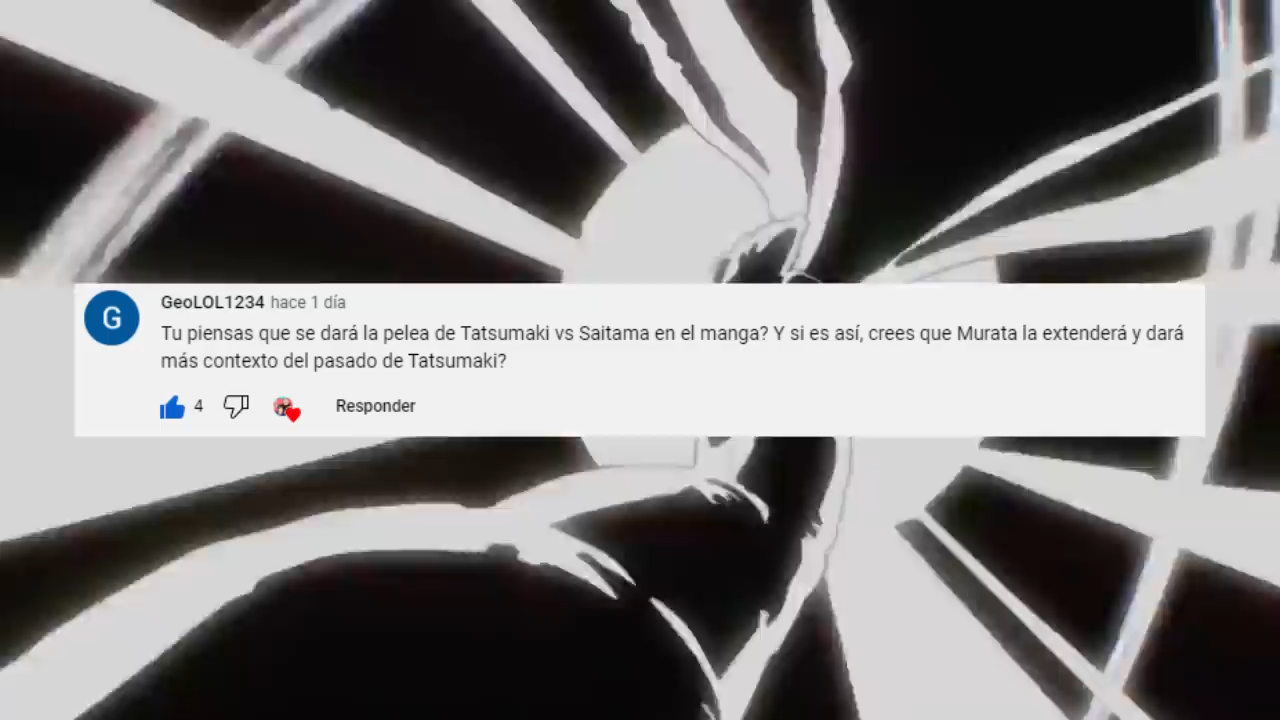 G
GeoLOL1234 hace 1 día
Tu piensas que se dará la pelea de Tatsumaki vs Saitama en el manga? Y si es así, crees que Murata la extenderá y dará
más contexto del pasado de Tatsumaki?
4 Responder